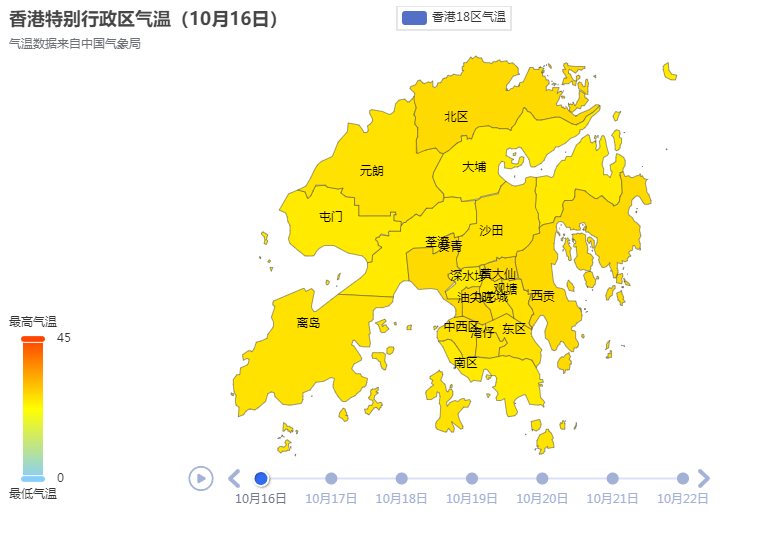 香港特别行政区气温（10月16日）
气温数据来自中国气象局
香港18区气温
北区
大埔
元朗
屯门
沙田
荃湾
葵青
深水埗
黄大仙
观塘
油尖旺
九龙城
西贡
离岛
中西区
湾仔
东区
南区
最高气温
45
0
最低气温
10月16日
10月17日
10月18日
10月19日
10月20日
10月21日
10月22日